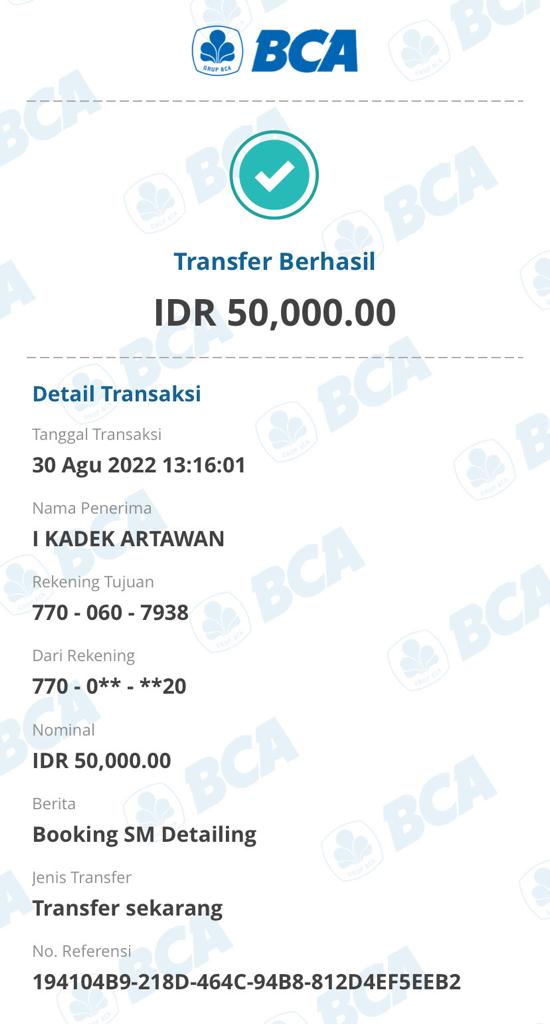 GRUP BCA
BCA
Transfer Berhasil
IDR 50,000.00
Detail Transaksi
Tanggal Transaksi
30 Agu 2022 13:16:01
Nama Penerima
I KADEK ARTAWAN
Rekening Tujuan
770 - 060 - 7938
Dari Rekening
770 - 0** - **20
Nominal
IDR 50,000.00
Berita
Booking SM Detailing
Jenis Transfer
Transfer sekarang
No. Referensi
194104B9-218D-464C-94B8-812D4EF5EEB2